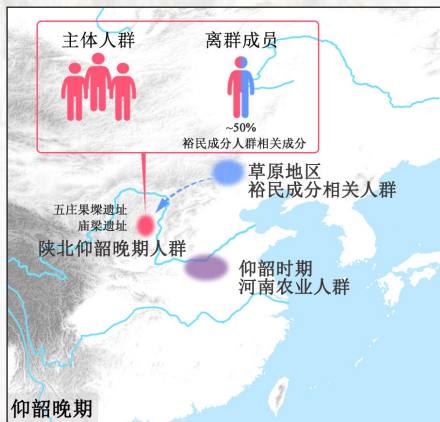 主体人群
离群成员
~50%
裕民成分人群相关成分
草原地区
裕民成分相关人群
五庄果墚遗址
庙梁遗址
陕北仰韶晚期人群
仰韶时期
河南农业人群
仰韶晚期